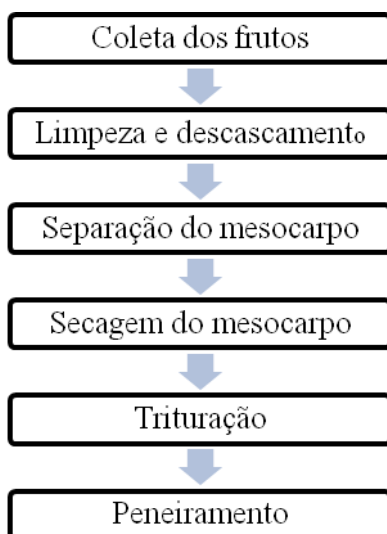 Coleta dos frutos
Limpeza e descascamento
Separação do mesocarpo
Secagem do mesocarpo
Trituração
Peneiramento